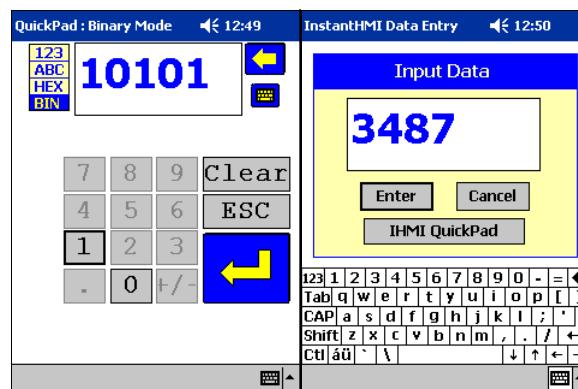 QuickPad : Binary Mode 12:49
123
ABC
HEX
BIN
10101
7 8 9 Clear
4 5 6 ESC
1 2 3
. 0 +/-
InstantHMI Data Entry 12:50
Input Data
3487
Enter Cancel
IHMI QuickPad
123 1 2 3 4 5 6 7 8 9 0 - =
Tab q w e r t y u i o p [ ]
CAP a s d f g h j k l ; '
Shift z x c v b n m , . / ←
Ctl áü ` \ ↓ ↑ ← →